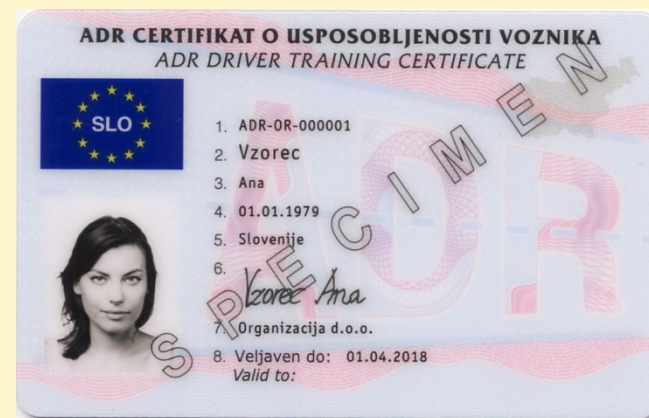 ADR CERTIFIKAT O USPOSOBLJENOSTI VOZNIKA
ADR DRIVER TRAINING CERTIFICATE
SLO
1. ADR-OR-000001
2. Vzorec
3. Ana
4. 01.01.1979
5. Slovenije
6. Vzorec Ana
7. Organizacija d.o.o.
8. Veljaven do: 01.04.2018
Valid to:
SPECIMEN
ADR